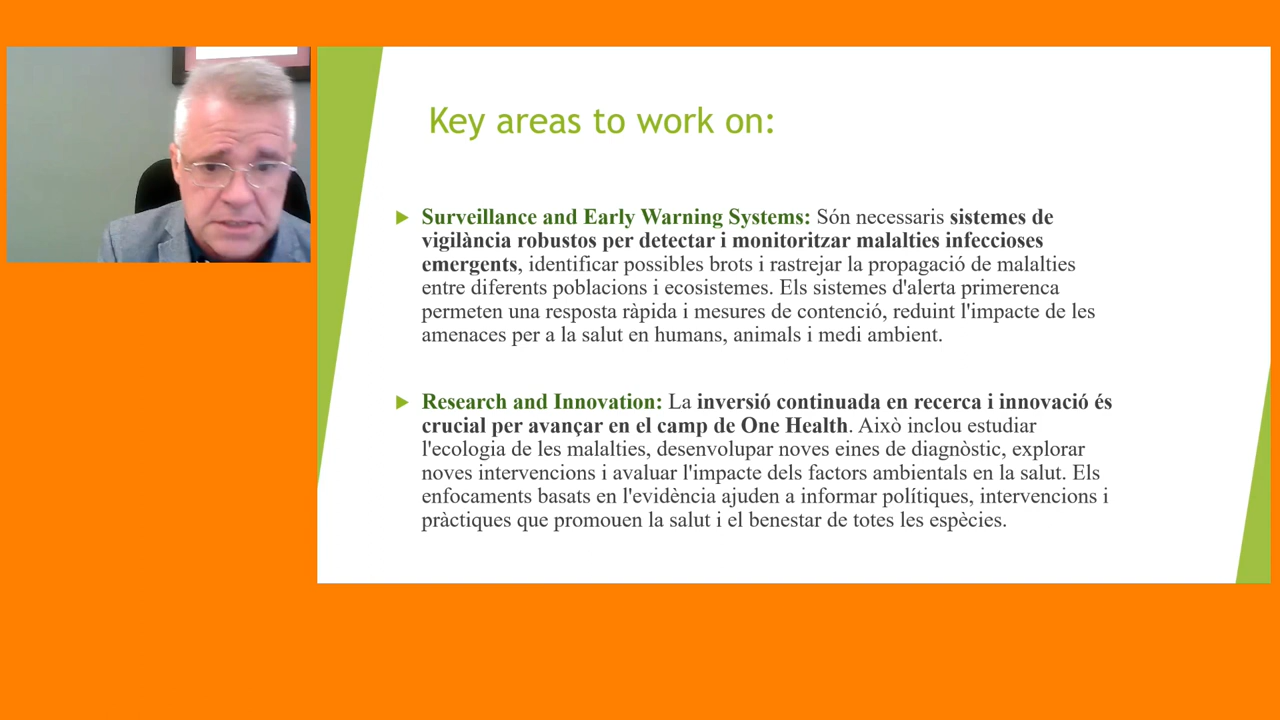 Key areas to work on:
Surveillance and Early Warning Systems: Són necessaris sistemes de
vigilància robustos per detectar i monitoritzar malalties infeccioses
emergents, identificar possibles brots i rastrejar la propagació de malalties
entre diferents poblacions i ecosistemes. Els sistemes d'alerta primerenca
permeten una resposta ràpida i mesures de contenció, reduint l'impacte de les
amenaces per a la salut en humans, animals i medi ambient.
Research and Innovation: La inversió continuada en recerca i innovació és
crucial per avançar en el camp de One Health. Això inclou estudiar
l'ecologia de les malalties, desenvolupar noves eines de diagnòstic, explorar
noves intervencions i avaluar l'impacte dels factors ambientals en la salut. Els
enfocaments basats en l'evidència ajuden a informar polítiques, intervencions i
pràctiques que promouen la salut i el benestar de totes les espècies.